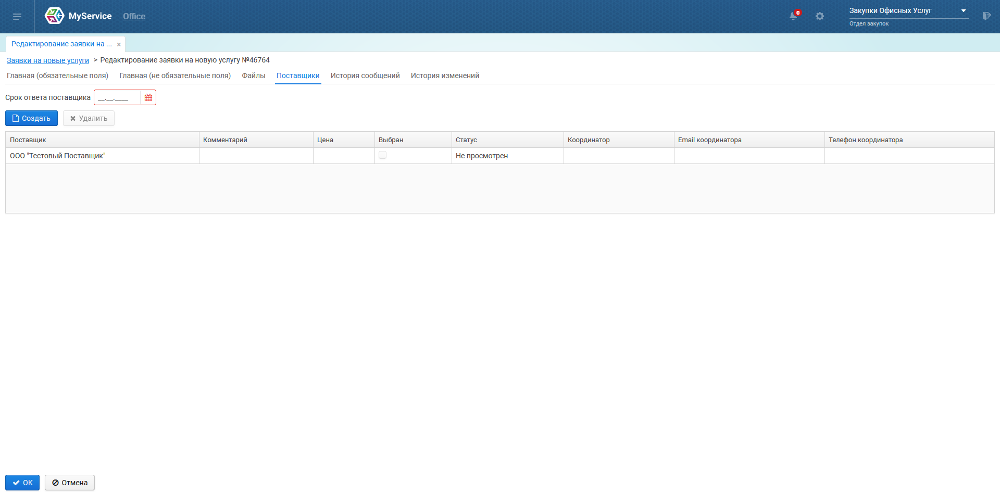 MyService Office
0
Закупки Офисных Услуг
Отдел закупок
Редактирование заявки на ... ×
Заявки на новые услуги > Редактирование заявки на новую услугу №46764
Главная (обязательные поля) Главная (не обязательные поля) Файлы Поставщики История сообщений История изменений
Срок ответа поставщика __.__.____
Создать Удалить
Поставщик Комментарий Цена Выбран Статус Координатор Email координатора Телефон координатора
ООО "Тестовый Поставщик" Не просмотрен
OK Отмена